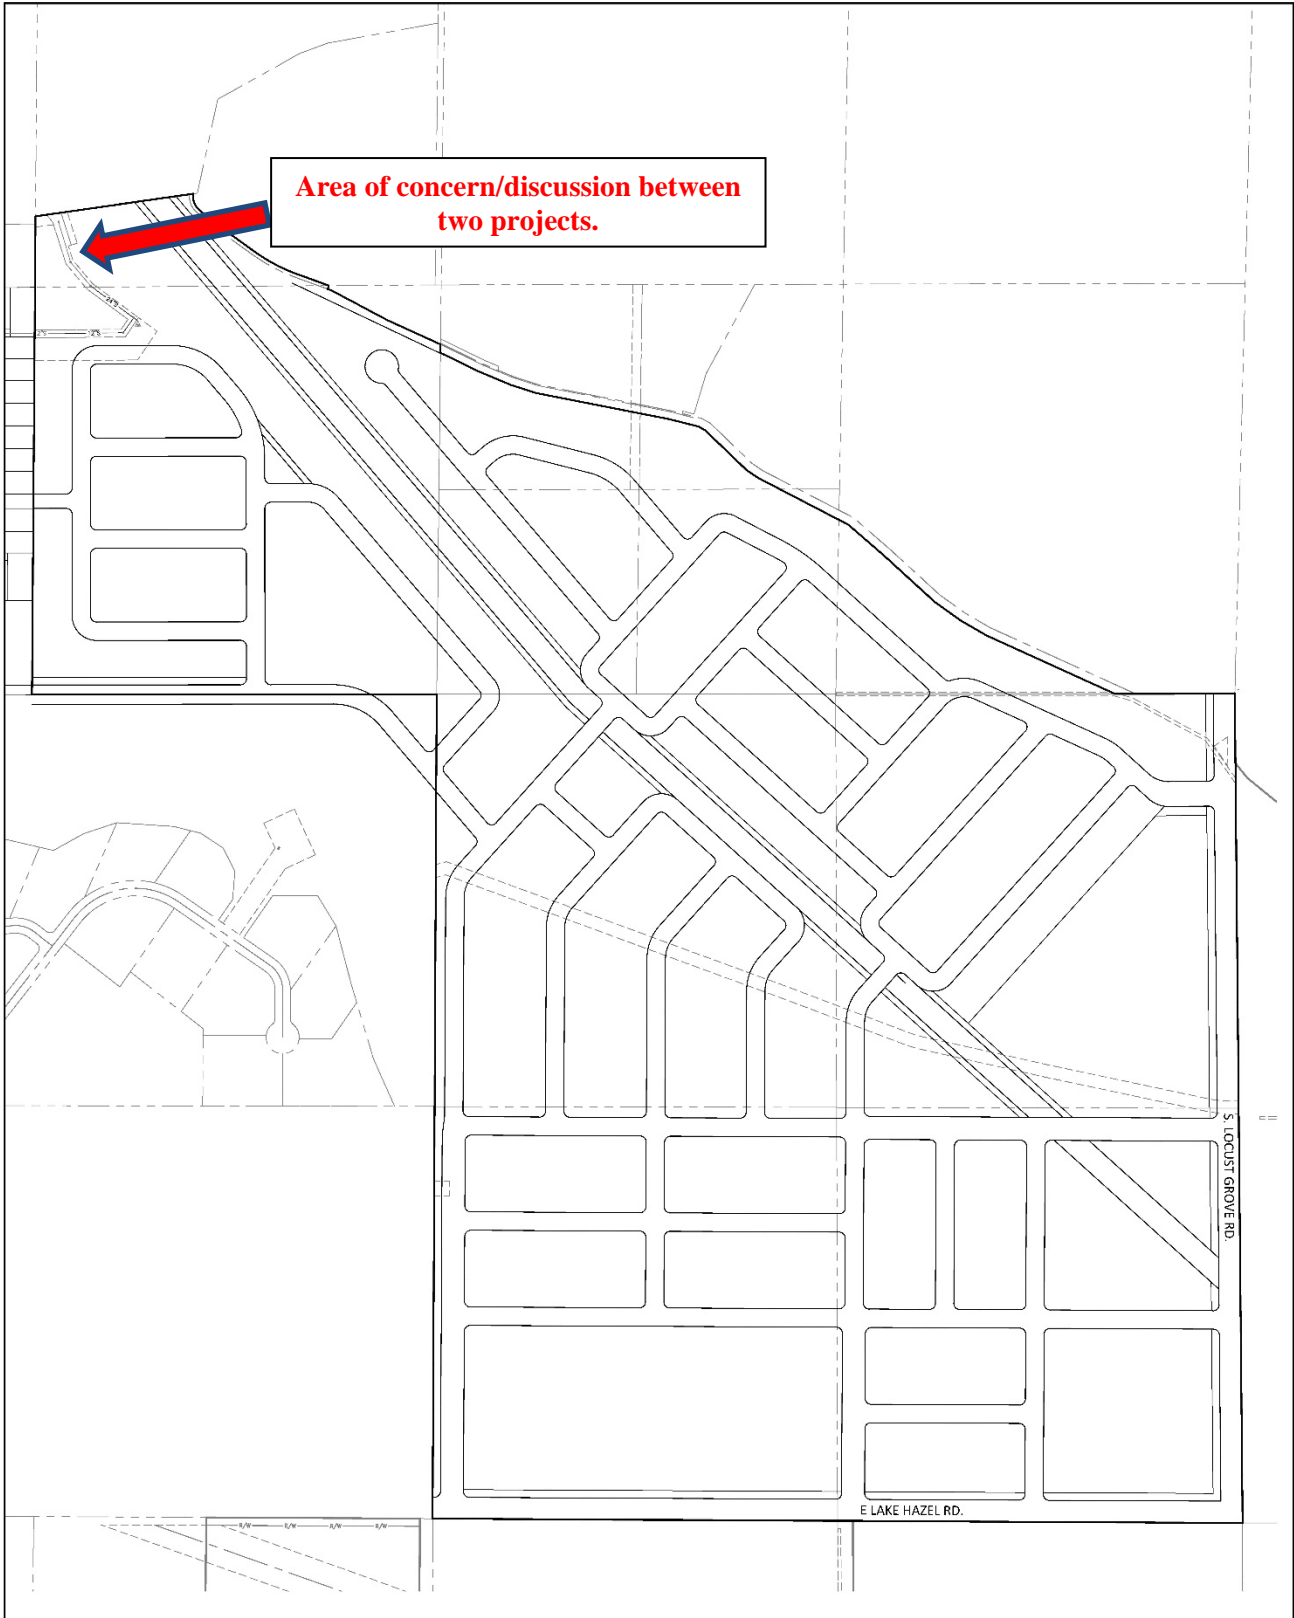 Area of concern/discussion between
two projects.
S. LOCUST GROVE RD.
E LAKE HAZEL RD.
R/W R/W R/W R/W